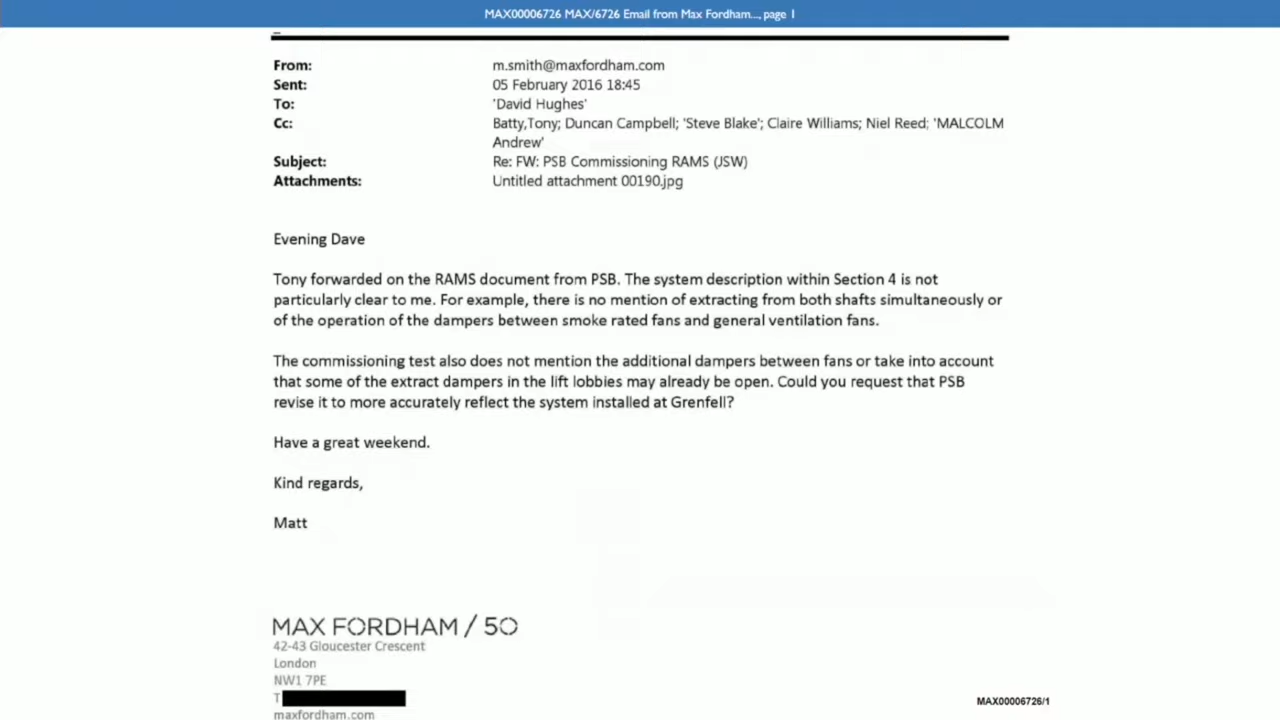 MAX00006726 MAX/6726 Email from Max Fordham..., page 1
From: m.smith@maxfordham.com
Sent: 05 February 2016 18:45
To: 'David Hughes'
Cc: Batty,Tony; Duncan Campbell; 'Steve Blake'; Claire Williams; Niel Reed; 'MALCOLM
Andrew'
Subject: Re: FW: PSB Commissioning RAMS (JSW)
Attachments: Untitled attachment 00190.jpg
Evening Dave
Tony forwarded on the RAMS document from PSB. The system description within Section 4 is not
particularly clear to me. For example, there is no mention of extracting from both shafts simultaneously or
of the operation of the dampers between smoke rated fans and general ventilation fans.
The commissioning test also does not mention the additional dampers between fans or take into account
that some of the extract dampers in the lift lobbies may already be open. Could you request that PSB
revise it to more accurately reflect the system installed at Grenfell?
Have a great weekend.
Kind regards,
Matt
MAX FORDHAM / 50
42-43 Gloucester Crescent
London
NW1 7PE
T
maxfordham.com
MAX00006726/1